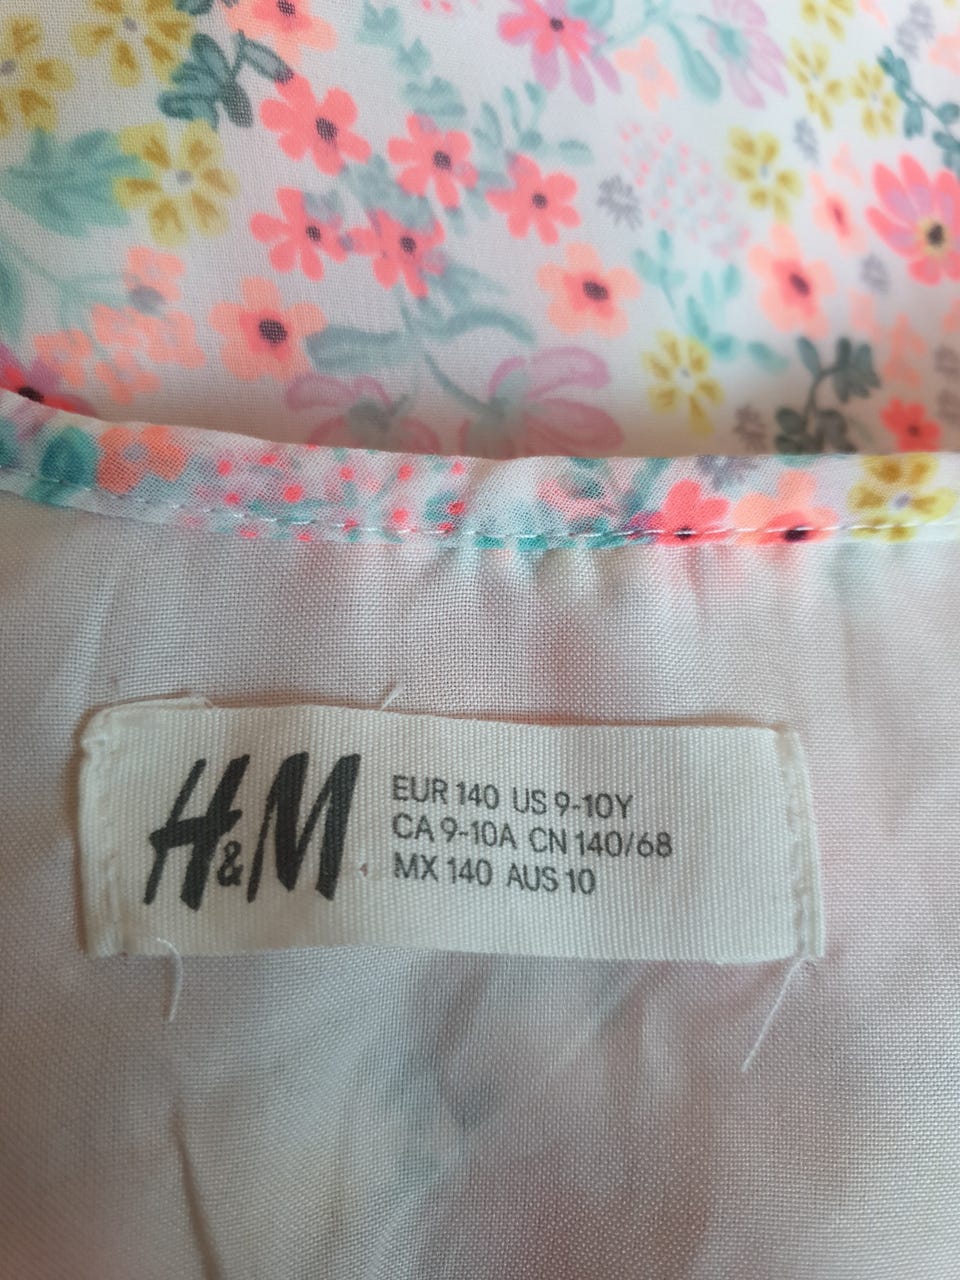 H&M
EUR 140 US 9-10Y
CA 9-10A CN 140/68
MX 140 AUS 10